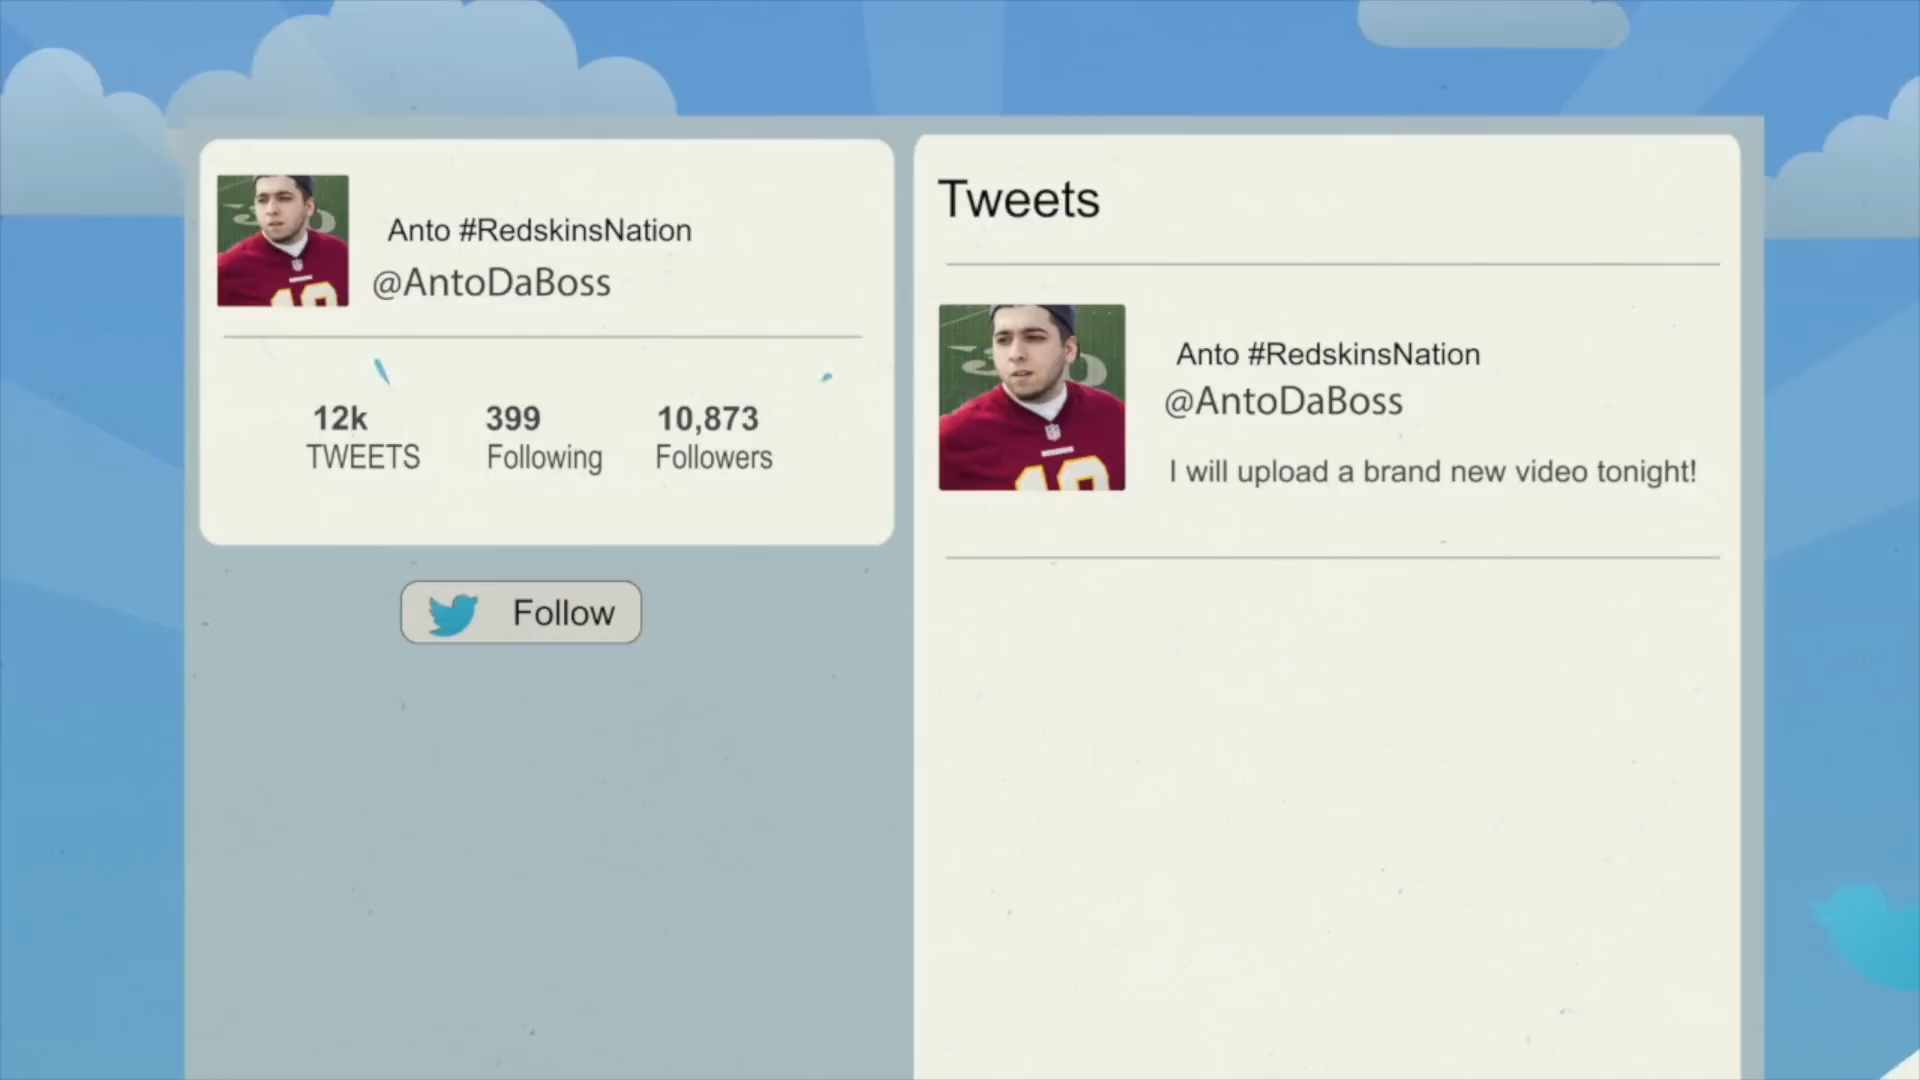 Anto #RedskinsNation
@AntoDaBoss
12k
TWEETS
399
Following
10,873
Followers
Follow
Tweets
Anto #RedskinsNation
@AntoDaBoss
I will upload a brand new video tonight!